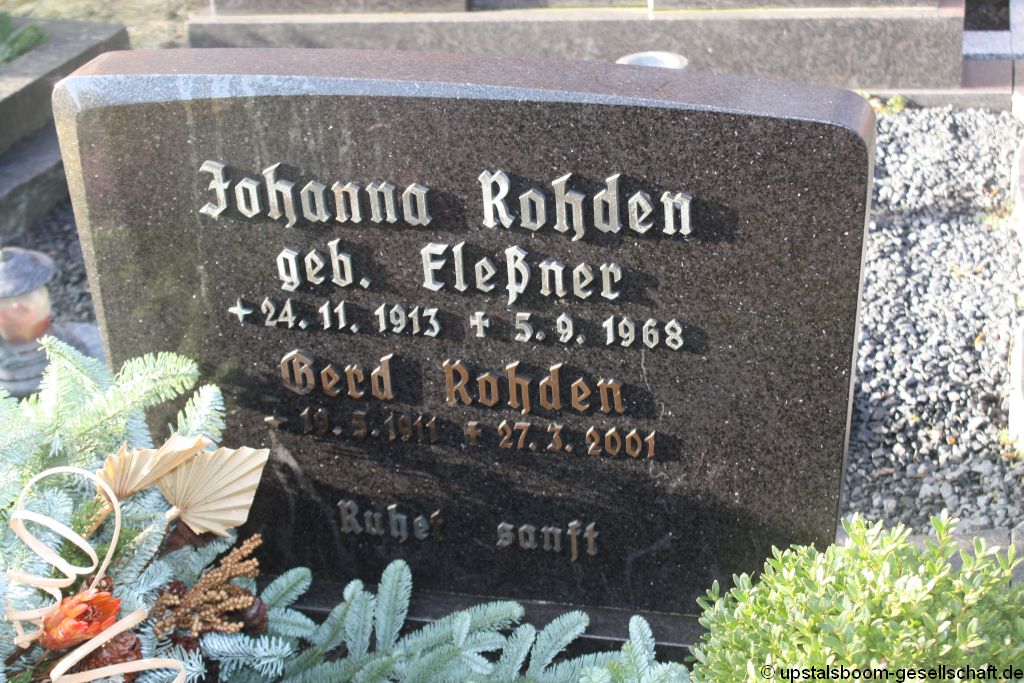 Johanna Rohden
geb. Eleßner
+ 24. 11. 1913 ✝ 5. 9. 1968
Gerd Rohden
+ 19. 5. 1911 ✝ 27. 3. 2001
Ruhet sanft
© upstalsboom-gesellschaft.de